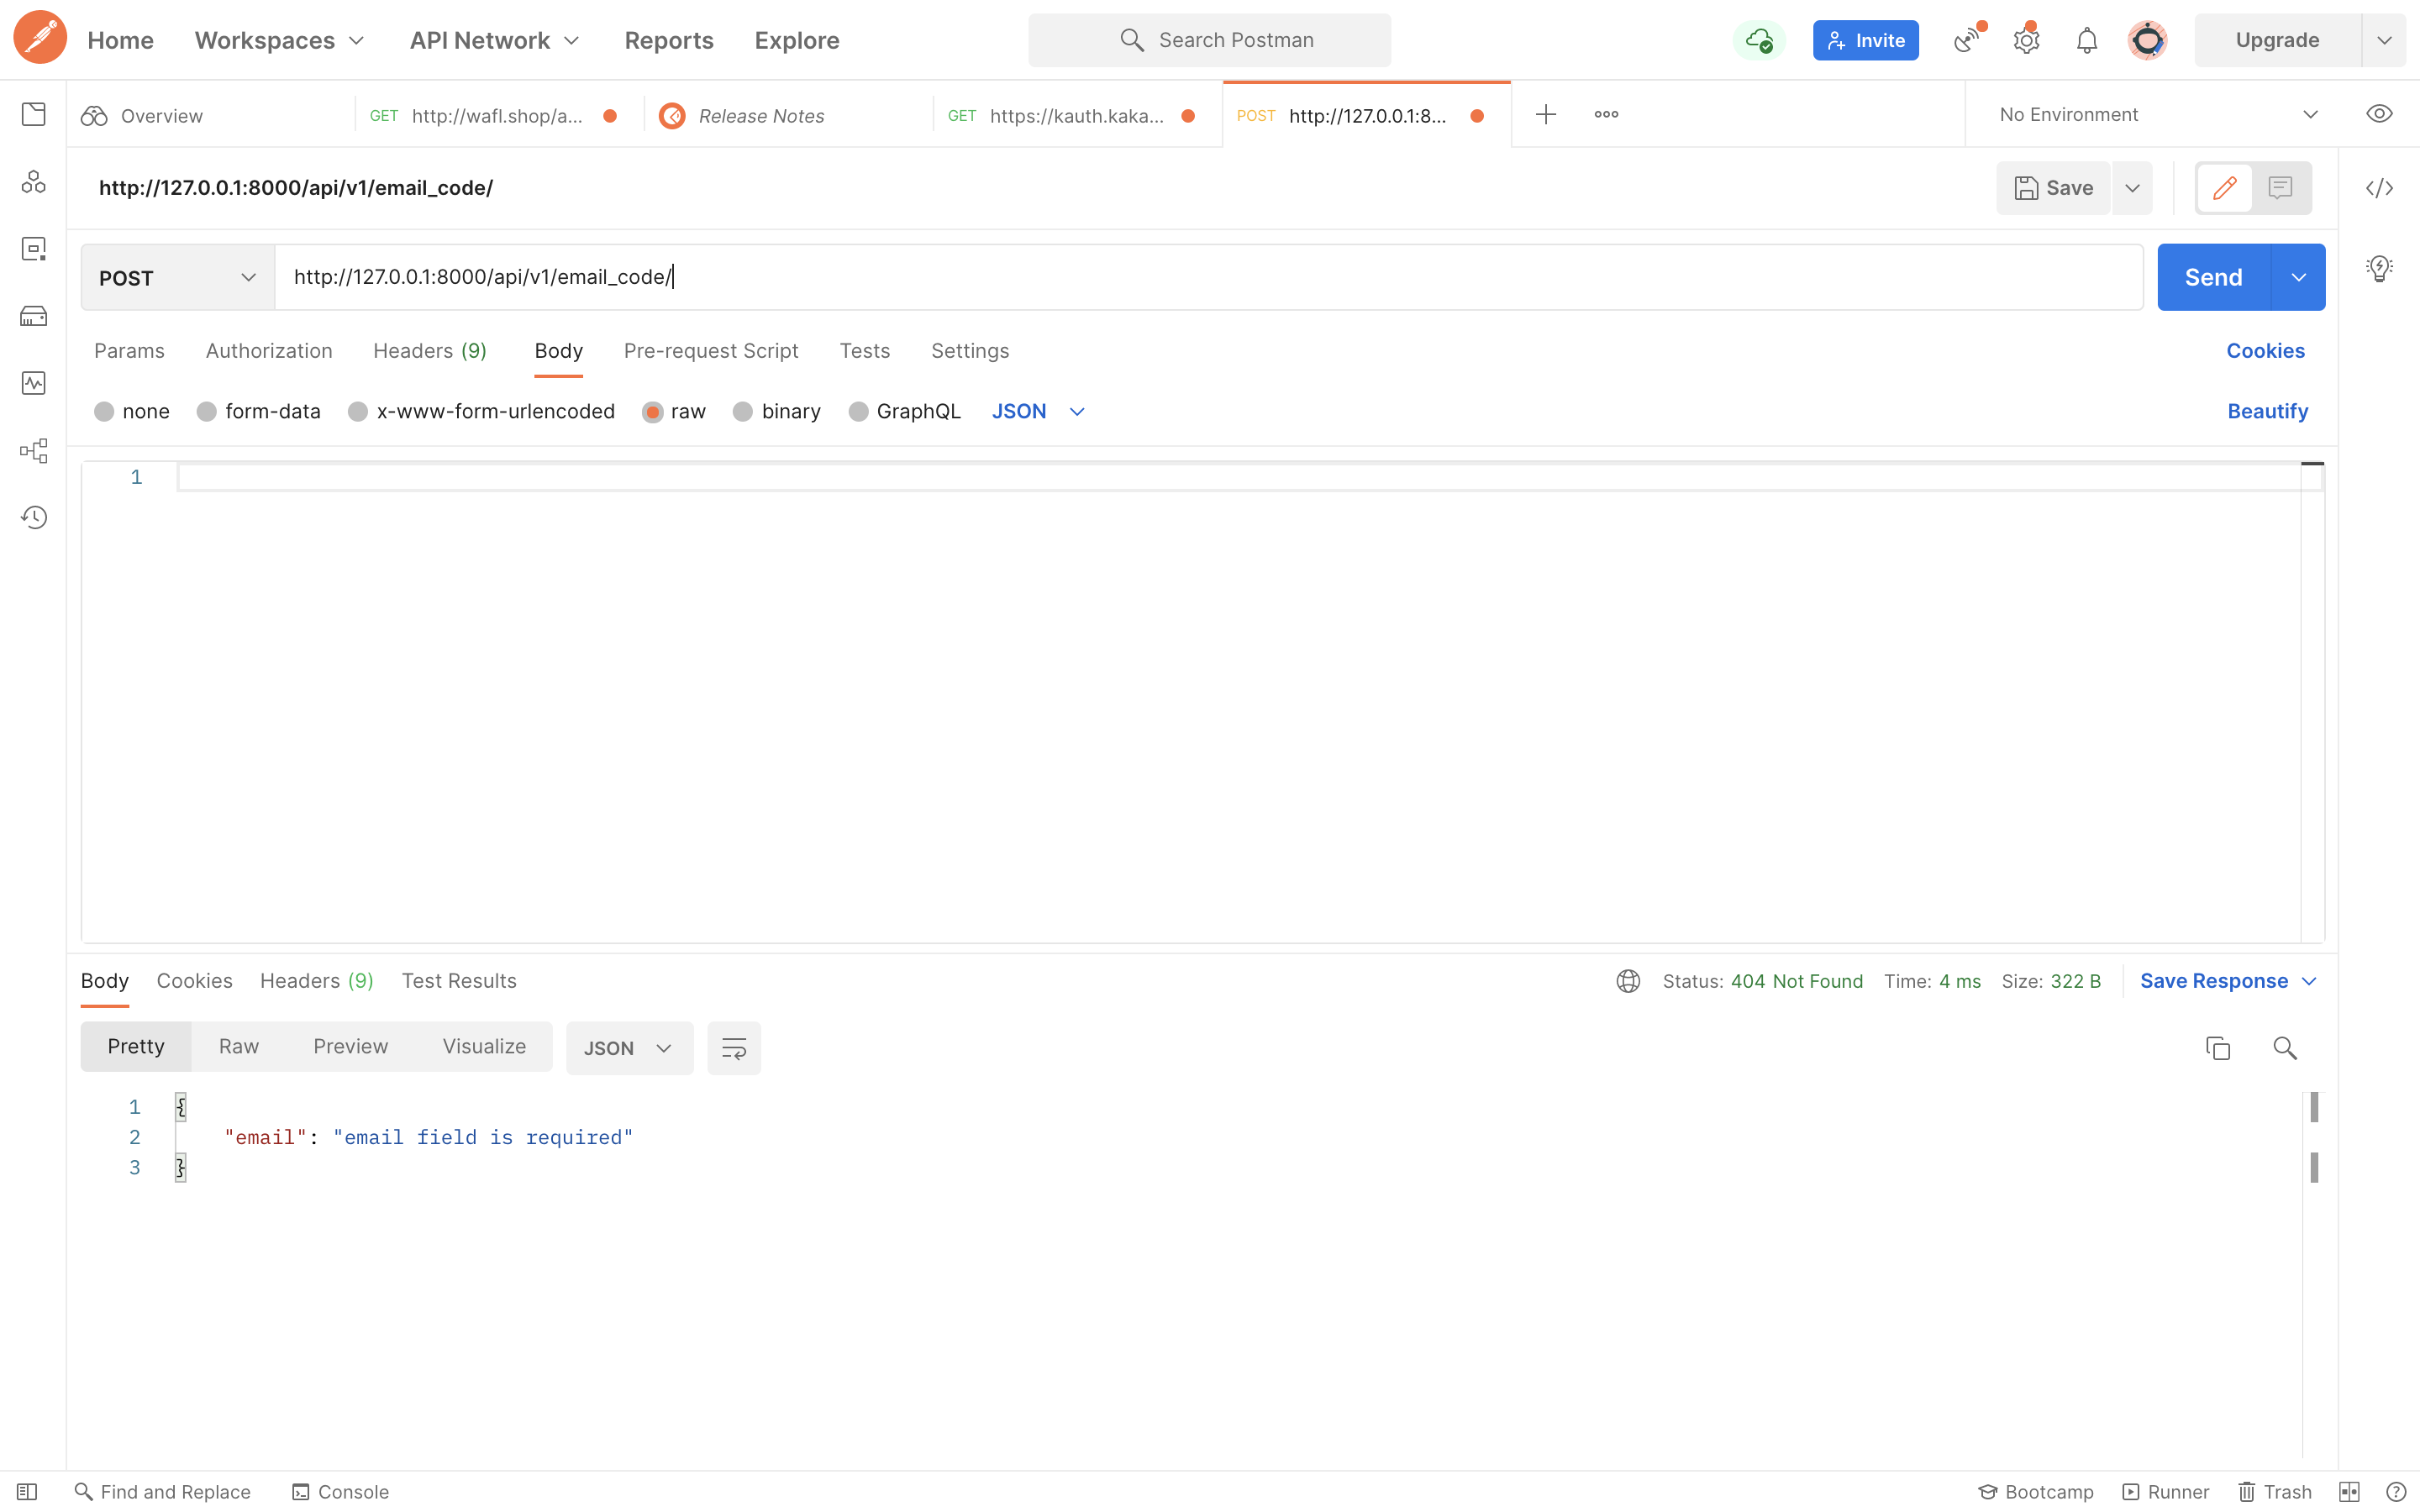 Home Workspaces API Network Reports Explore Search Postman Invite Upgrade
Overview GET http://wafl.shop/a... Release Notes GET https://kauth.kaka... POST http://127.0.0.1:8... No Environment
http://127.0.0.1:8000/api/v1/email_code/ Save
POST http://127.0.0.1:8000/api/v1/email_code/ Send
Params Authorization Headers (9) Body Pre-request Script Tests Settings Cookies
none form-data x-www-form-urlencoded raw binary GraphQL JSON Beautify
1
Body Cookies Headers (9) Test Results Status: 404 Not Found Time: 4 ms Size: 322 B Save Response
Pretty Raw Preview Visualize JSON
1 {
2 "email": "email field is required"
3 }
Find and Replace Console Bootcamp Runner Trash